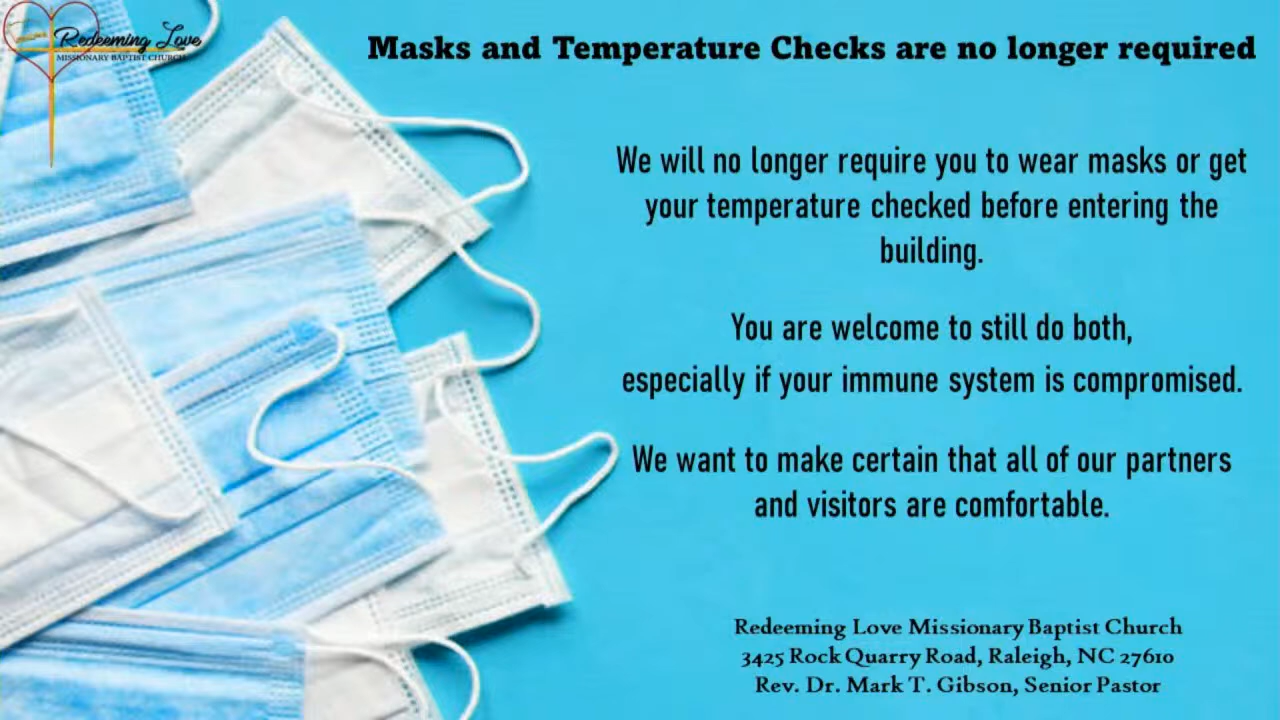 Redeeming Love
MISSIONARY BAPTIST CHURCH
Masks and Temperature Checks are no longer required
We will no longer require you to wear masks or get
your temperature checked before entering the
building.
You are welcome to still do both,
especially if your immune system is compromised.
We want to make certain that all of our partners
and visitors are comfortable.
Redeeming Love Missionary Baptist Church
3425 Rock Quarry Road, Raleigh, NC 27610
Rev. Dr. Mark T. Gibson, Senior Pastor